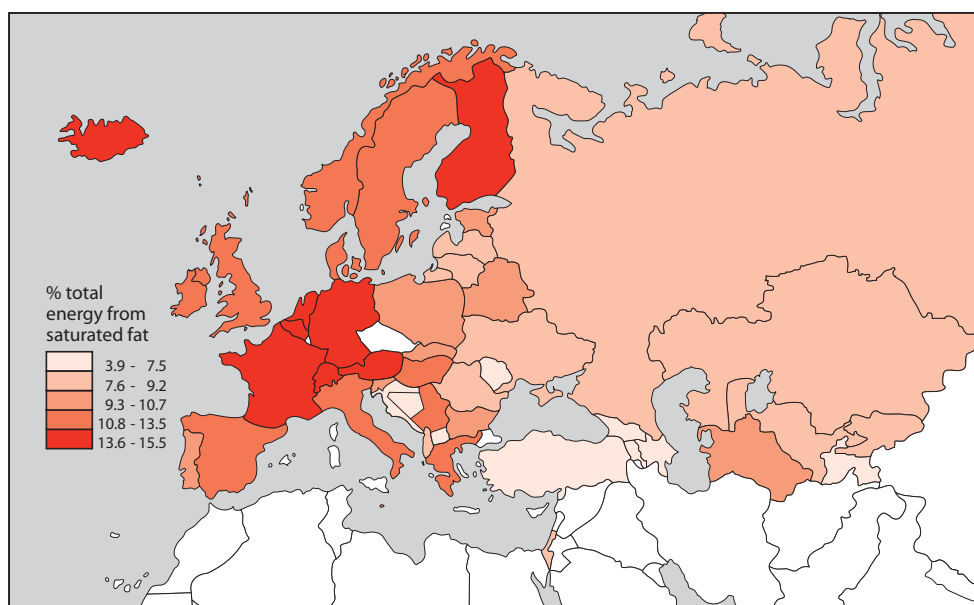 % total
energy from
saturated fat
3.9 - 7.5
7.6 - 9.2
9.3 - 10.7
10.8 - 13.5
13.6 - 15.5